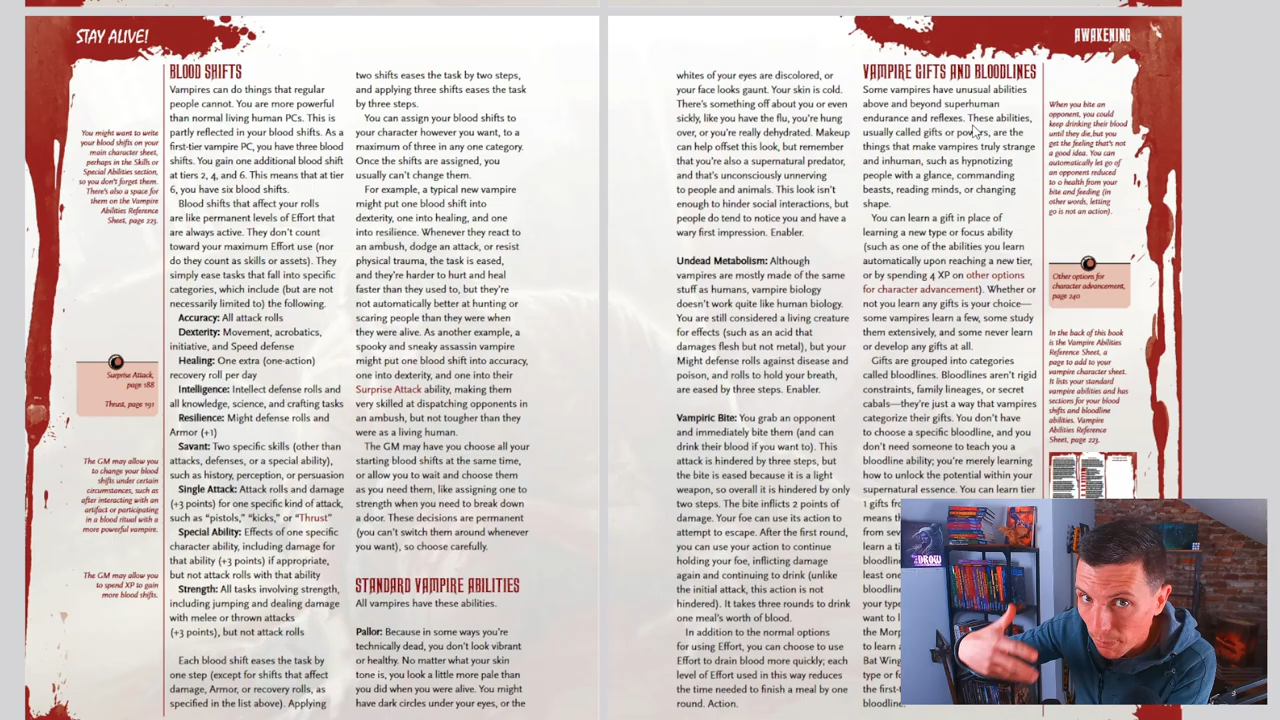 STAY ALIVE!
You might want to write
your blood shifts on your
main character sheet,
perhaps in the Skills or
Special Abilities section,
so you don't forget them.
There's also a space for
them on the Vampire
Abilities Reference
Sheet, page 223.
Surprise Attack,
page 188
Thrust, page 191
The GM may allow you
to change your blood
shifts under certain
circumstances, such as
after interacting with an
artifact or participating
in a blood ritual with a
more powerful vampire.
The GM may allow you
to spend XP to gain
more blood shifts.
BLOOD SHIFTS
Vampires can do things that regular
people cannot. You are more powerful
than normal living human PCs. This is
partly reflected in your blood shifts. As a
first-tier vampire PC, you have three blood
shifts. You gain one additional blood shift
at tiers 2, 4, and 6. This means that at tier
6, you have six blood shifts.
Blood shifts that affect your rolls
are like permanent levels of Effort that
are always active. They don't count
toward your maximum Effort use (nor
do they count as skills or assets). They
simply ease tasks that fall into specific
categories, which include (but are not
necessarily limited to) the following.
Accuracy: All attack rolls
Dexterity: Movement, acrobatics,
initiative, and Speed defense
Healing: One extra (one-action)
recovery roll per day
Intelligence: Intellect defense rolls and
all knowledge, science, and crafting tasks
Resilience: Might defense rolls and
Armor (+1)
Savant: Two specific skills (other than
attacks, defenses, or a special ability),
such as history, perception, or persuasion
Single Attack: Attack rolls and damage
(+3 points) for one specific kind of attack,
such as "pistols," "kicks," or "Thrust"
Special Ability: Effects of one specific
character ability, including damage for
that ability (+3 points) if appropriate,
but not attack rolls with that ability
Strength: All tasks involving strength,
including jumping and dealing damage
with melee or thrown attacks
(+3 points), but not attack rolls
Each blood shift eases the task by
one step (except for shifts that affect
damage, Armor, or recovery rolls, as
specified in the list above). Applying
two shifts eases the task by two steps,
and applying three shifts eases the task
by three steps.
You can assign your blood shifts to
your character however you want, to a
maximum of three in any one category.
Once the shifts are assigned, you
usually can't change them.
For example, a typical new vampire
might put one blood shift into
dexterity, one into healing, and one
into resilience. Whenever they react to
an ambush, dodge an attack, or resist
physical trauma, the task is eased,
and they're harder to hurt and heal
faster than they used to, but they're
not automatically better at hunting or
scaring people than they were when
they were alive. As another example, a
spooky and sneaky assassin vampire
might put one blood shift into accuracy,
one into dexterity, and one into their
Surprise Attack ability, making them
very skilled at dispatching opponents in
an ambush, but not tougher than they
were as a living human.
The GM may have you choose all your
starting blood shifts at the same time,
or allow you to wait and choose them
as you need them, like assigning one to
strength when you need to break down
a door. These decisions are permanent
(you can't switch them around whenever
you want), so choose carefully.
STANDARD VAMPIRE ABILITIES
All vampires have these abilities.
Pallor: Because in some ways you're
technically dead, you don't look vibrant
or healthy. No matter what your skin
tone is, you look a little more pale than
you did when you were alive. You might
have dark circles under your eyes, or the
AWAKENING
whites of your eyes are discolored, or
your face looks gaunt. Your skin is cold.
There's something off about you or even
sickly, like you have the flu, you're hung
over, or you're really dehydrated. Makeup
can help offset this look, but remember
that you're also a supernatural predator,
and that's unconsciously unnerving
to people and animals. This look isn't
enough to hinder social interactions, but
people do tend to notice you and have a
wary first impression. Enabler.
Undead Metabolism: Although
vampires are mostly made of the same
stuff as humans, vampire biology
doesn't work quite like human biology.
You are still considered a living creature
for effects (such as an acid that
damages flesh but not metal), but your
Might defense rolls against disease and
poison, and rolls to hold your breath,
are eased by three steps. Enabler.
Vampiric Bite: You grab an opponent
and immediately bite them (and can
drink their blood if you want to). This
attack is hindered by three steps, but
the bite is eased because it is a light
weapon, so overall it is hindered by only
two steps. The bite inflicts 2 points of
damage. Your foe can use its action to
attempt to escape. After the first round,
you can use your action to continue
holding your foe, inflicting damage
again and continuing to drink (unlike
the initial attack, this action is not
hindered). It takes three rounds to drink
one meal's worth of blood.
In addition to the normal options
for using Effort, you can choose to use
Effort to drain blood more quickly; each
level of Effort used in this way reduces
the time needed to finish a meal by one
round. Action.
VAMPIRE GIFTS AND BLOODLINES
Some vampires have unusual abilities
above and beyond superhuman
endurance and reflexes. These abilities,
usually called gifts or powers, are the
things that make vampires truly strange
and inhuman, such as hypnotizing
people with a glance, commanding
beasts, reading minds, or changing
shape.
You can learn a gift in place of
learning a new type or focus ability
(such as one of the abilities you learn
automatically upon reaching a new tier,
or by spending 4 XP on other options
for character advancement). Whether or
not you learn any gifts is your choice—
some vampires learn a few, some study
them extensively, and some never learn
or develop any gifts at all.
Gifts are grouped into categories
called bloodlines. Bloodlines aren't rigid
constraints, family lineages, or secret
cabals—they're just a way that vampires
categorize their gifts. You don't have
to choose a specific bloodline, and you
don't need someone to teach you a
bloodline ability; you're merely learning
how to unlock the potential within your
supernatural essence. You can learn tier
1 gifts from
means th
from sev
learn a ti
bloodline
least one
your type
want to l
the Morp
to learn a
Bat Wing
type or fo
the first-t
bloodline.
When you bite an
opponent, you could
keep drinking their blood
until they die, but you
get the feeling that's not
a good idea. You can
automatically let go of
an opponent reduced
to 0 health from your
bite and feeding (in
other words, letting
go is not an action).
Other options for
character advancement,
page 240
In the back of this book
is the Vampire Abilities
Reference Sheet, a
page to add to your
vampire character sheet.
It lists your standard
vampire abilities and has
sections for your blood
shifts and bloodline
abilities. Vampire
Abilities Reference
Sheet, page 223.
DROW